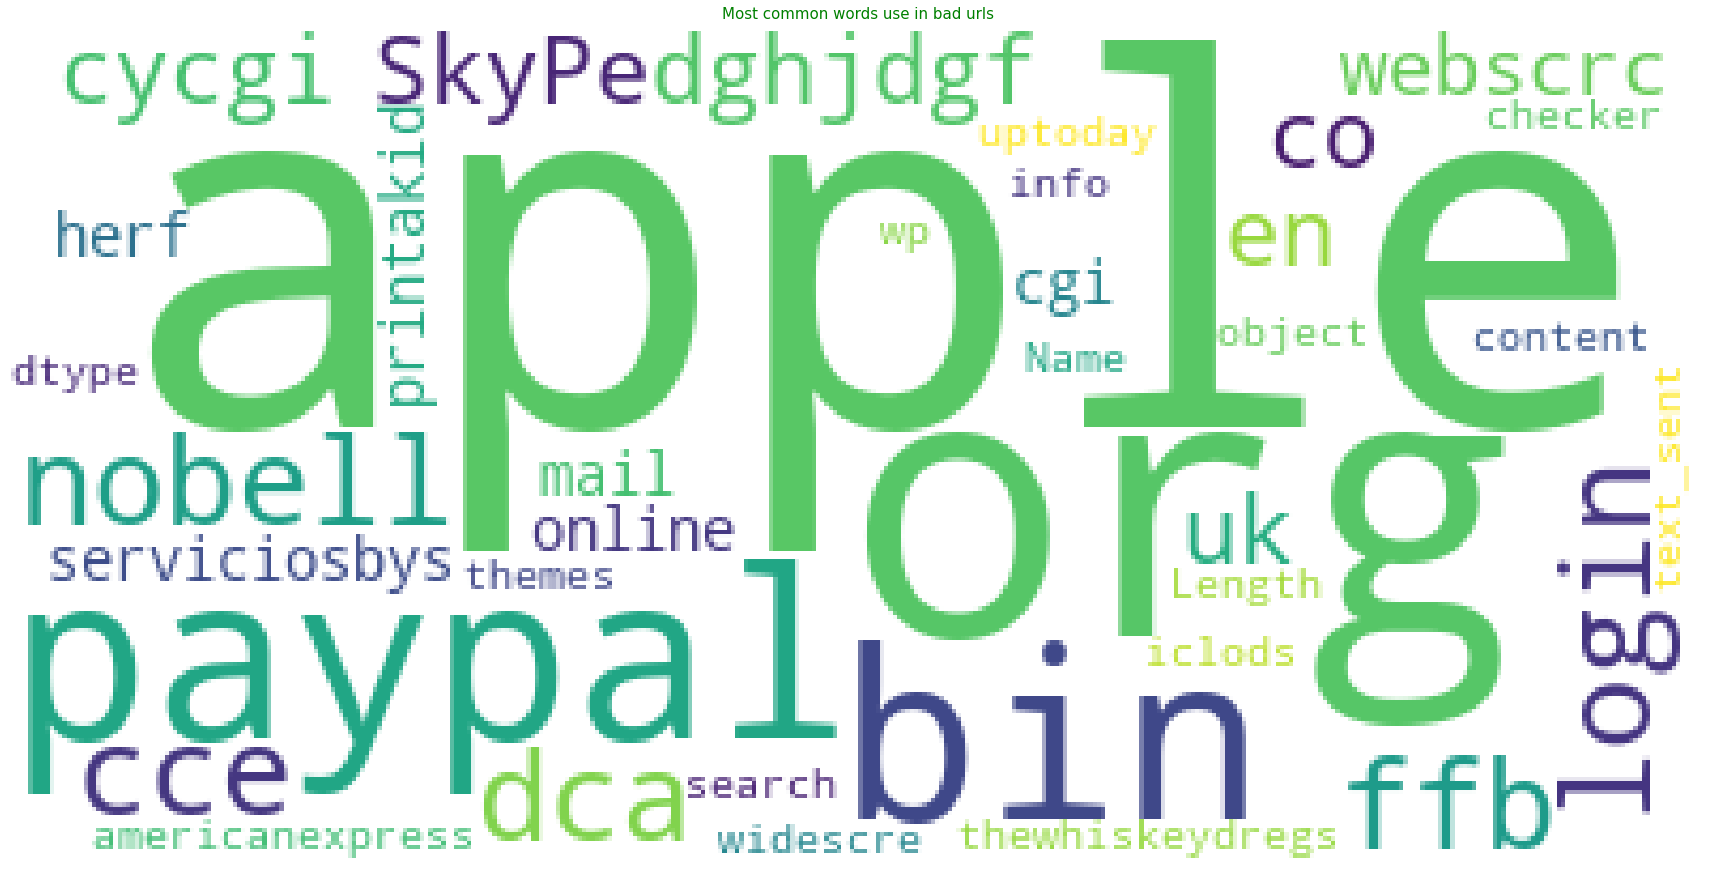 Most common words use in bad urls
cycgi
SkyPe
dghjdgf
webscrc
checker
co
uptoday
printakid
info
herf
apple
wp
en
cgi
object
content
Name
dtype
text_sent
nobell
mail
org
login
online
uk
serviciosbys
themes
Length
paypal
iclods
bin
cce
dca
search
ffb
americanexpress
widescre
thewhiskeydregs